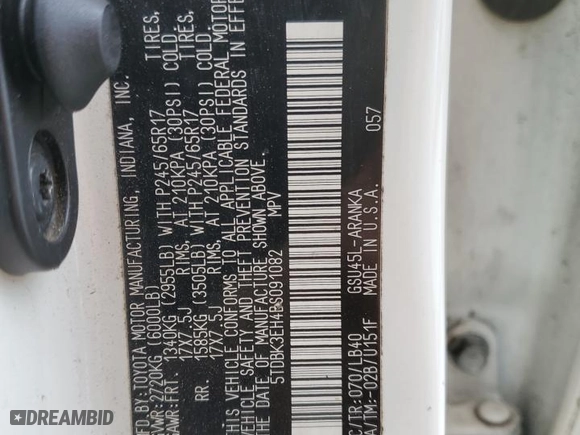 MFD.BY:TOYOTA MOTOR MANUFACTURING, INDIANA, INC.
GVWR:2720KG (6000LB)
GAWR:FRT. 1340KG (2955LB) WITH P245/65R17 TIRES,
17X7.5J RIMS, AT 210KPA (30PSI) COLD.
RR. 1585KG (3505LB) WITH P245/65R17 TIRES,
17X7.5J RIMS, AT 210KPA (30PSI) COLD.
THIS VEHICLE CONFORMS TO ALL APPLICABLE FEDERAL MOTOR
VEHICLE SAFETY AND THEFT PREVENTION STANDARDS IN EFFE
THE DATE OF MANUFACTURE SHOWN ABOVE.
5TDBK3EH4BS091082 MPV
C/TR:070/LB40 GSU45L-ARANKA 057
A/TM:-02B/U151F MADE IN U.S.A.
DEALERSCARS